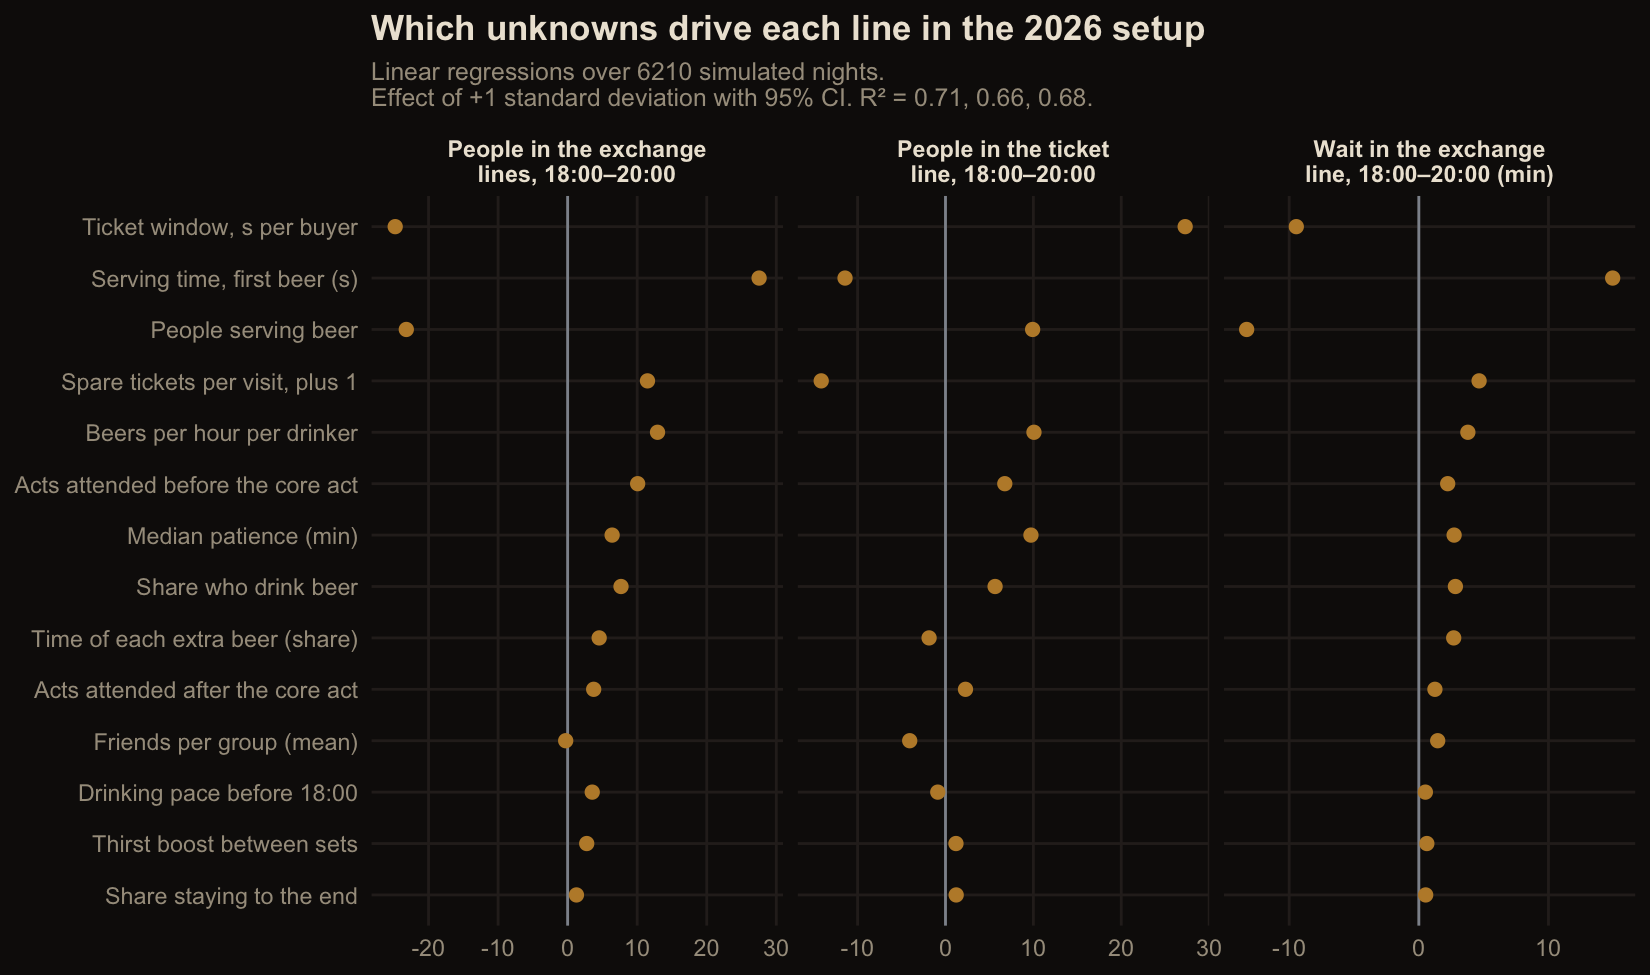 Which unknowns drive each line in the 2026 setup
Linear regressions over 6210 simulated nights.
Effect of +1 standard deviation with 95% CI. R² = 0.71, 0.66, 0.68.
People in the exchange
lines, 18:00–20:00
People in the ticket
line, 18:00–20:00
Wait in the exchange
line, 18:00–20:00 (min)
Ticket window, s per buyer
Serving time, first beer (s)
People serving beer
Spare tickets per visit, plus 1
Beers per hour per drinker
Acts attended before the core act
Median patience (min)
Share who drink beer
Time of each extra beer (share)
Acts attended after the core act
Friends per group (mean)
Drinking pace before 18:00
Thirst boost between sets
Share staying to the end
-20 -10 0 10 20 30
-10 0 10 20 30
-10 0 10